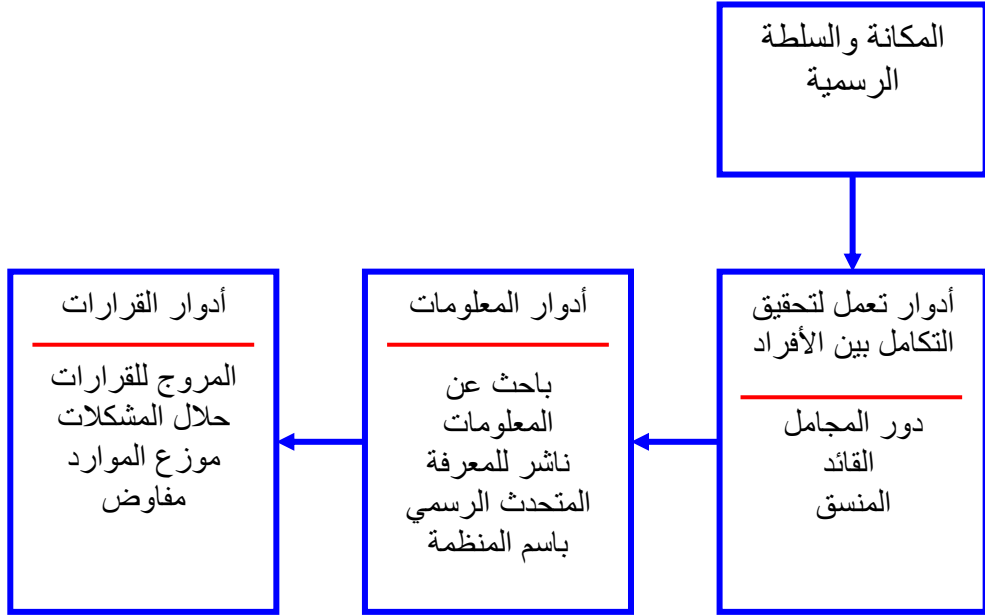 المكانة والسلطة
الرسمية
أدوار تعمل لتحقيق
التكامل بين الأفراد
دور المجامل
القائد
المنسق
أدوار المعلومات
باحث عن
المعلومات
ناشر للمعرفة
المتحدث الرسمي
باسم المنظمة
أدوار القرارات
المروج للقرارات
حلال المشكلات
موزع الموارد
مفاوض